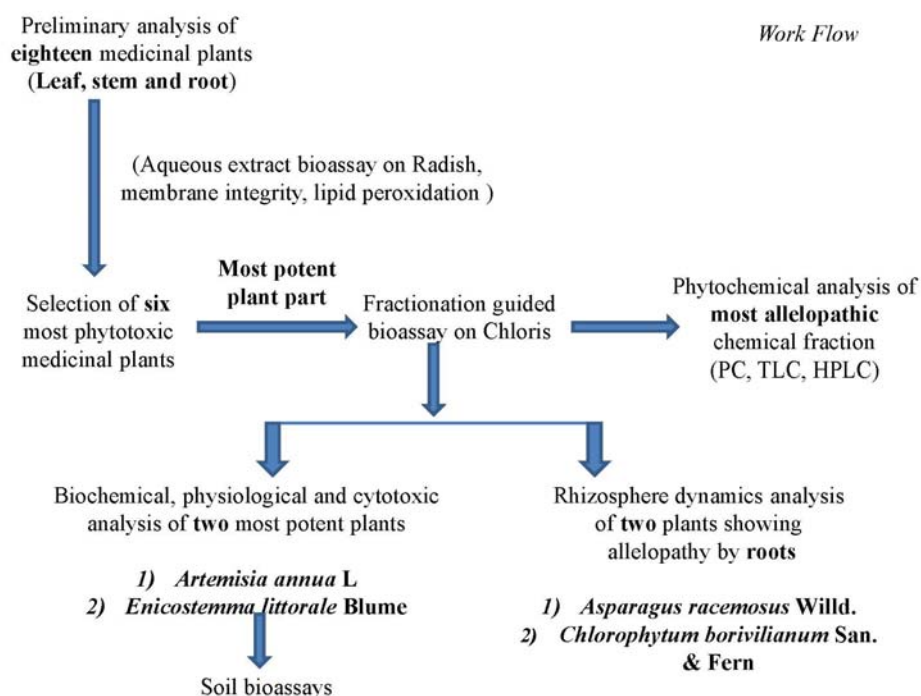 Preliminary analysis of
eighteen medicinal plants
(Leaf, stem and root)
Work Flow
(Aqueous extract bioassay on Radish,
membrane integrity, lipid peroxidation )
Selection of six
most phytotoxic
medicinal plants
Most potent
plant part
Fractionation guided
bioassay on Chloris
Phytochemical analysis of
most allelopathic
chemical fraction
(PC, TLC, HPLC)
Biochemical, physiological and cytotoxic
analysis of two most potent plants
1) Artemisia annua L
2) Enicostemma littorale Blume
Soil bioassays
Rhizosphere dynamics analysis
of two plants showing
allelopathy by roots
1) Asparagus racemosus Willd.
2) Chlorophytum borivilianum San.
& Fern